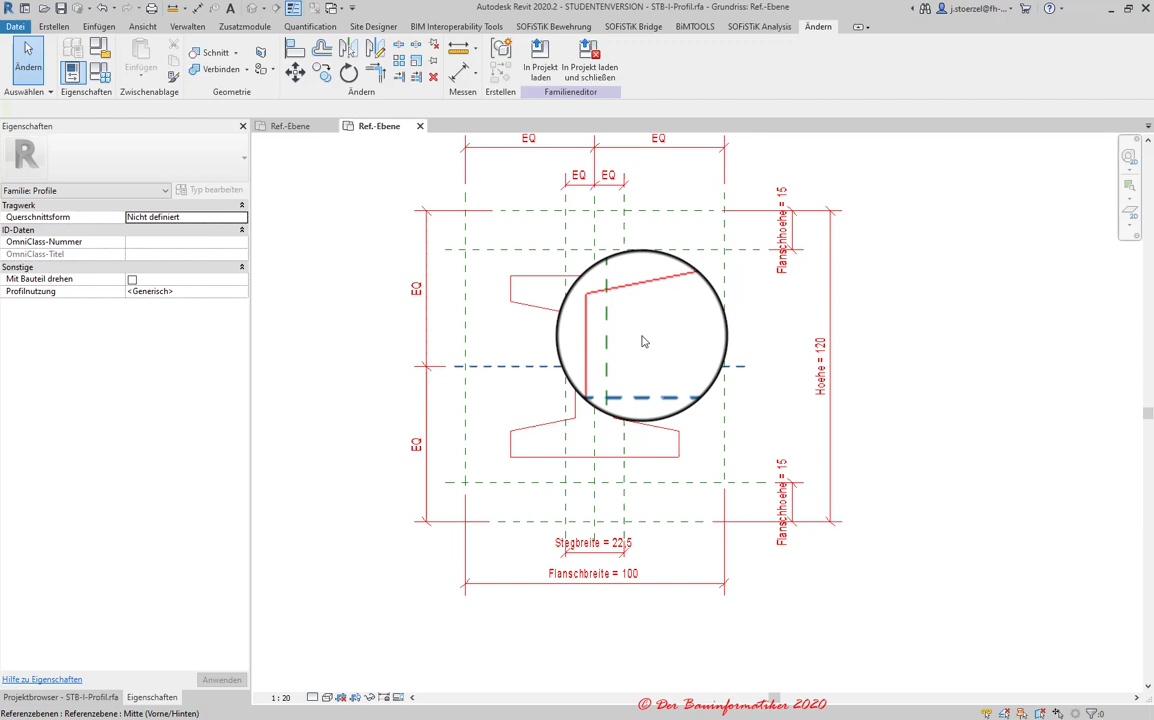 Autodesk Revit 2020.2 - STUDENTENVERSION - STB-I-Profil.rfa - Grundriss: Ref.-Ebene
j.stoerzel@fh-...
Datei Erstellen Einfügen Ansicht Verwalten Zusatzmodule Quantification Site Designer BIM Interoperability Tools SOFiSTiK Bewehrung SOFiSTiK Bridge BiMTOOLS SOFiSTiK Analysis Ändern
Ändern
Einfügen
Schnitt
Verbinden
In Projekt laden
In Projekt laden und schließen
Auswählen Eigenschaften Zwischenablage Geometrie Ändern Messen Erstellen Familieneditor
Eigenschaften
Ref.-Ebene
Ref.-Ebene
Familie: Profile
Typ bearbeiten
Tragwerk
Querschnittsform Nicht definiert
ID-Daten
OmniClass-Nummer
OmniClass-Titel
Sonstige
Mit Bauteil drehen
Profilnutzung <Generisch>
EQ EQ
EQ EQ
Flanschhoehe = 15
EQ
Hoehe = 120
EQ
Flanschhoehe = 15
Stegbreite = 22,5
Flanschbreite = 100
Hilfe zu Eigenschaften
Anwenden
Projektbrowser - STB-I-Profil.rfa
Eigenschaften
1 : 20
© Der Bauinformatiker 2020
Referenzebenen : Referenzebene : Mitte (Vorne/Hinten)
:0